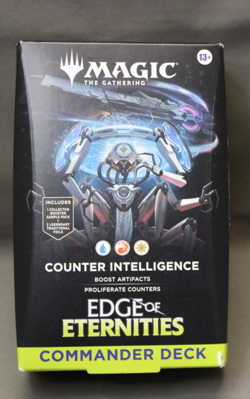 MAGIC
THE GATHERING
13+
INCLUDES
1 COLLECTOR
BOOSTER
SAMPLE PACK
+
2 LEGENDARY
TRADITIONAL
FOILS
COUNTER INTELLIGENCE
BOOST ARTIFACTS
PROLIFERATE COUNTERS
EDGE OF
ETERNITIES
COMMANDER DECK